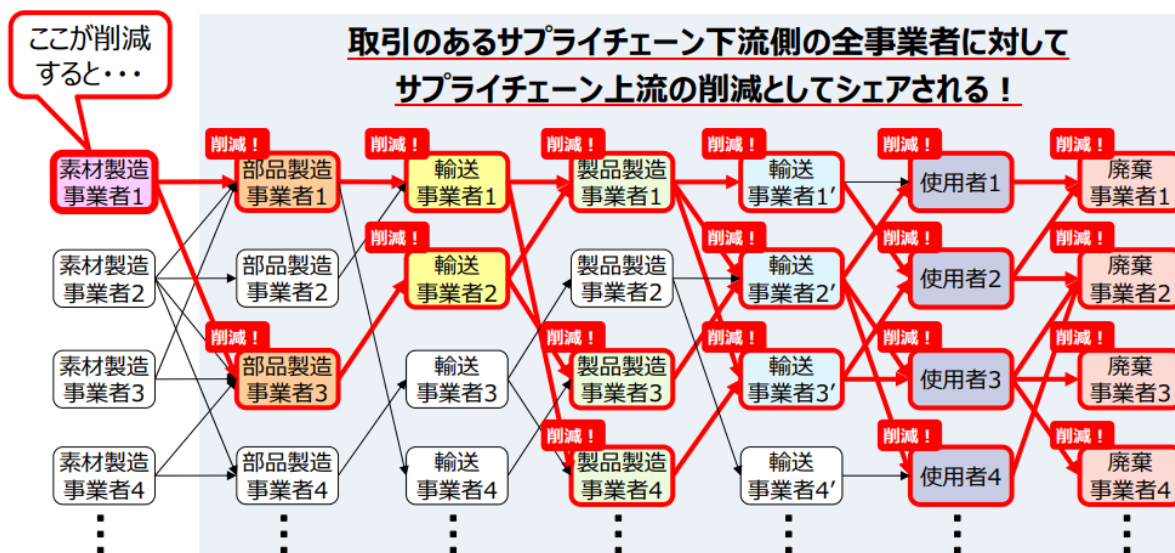 ここが削減
すると・・・
取引のあるサプライチェーン下流側の全事業者に対して
サプライチェーン上流の削減としてシェアされる！
素材製造
事業者1
削減！
部品製造
事業者1
削減！
輸送
事業者1
削減！
製品製造
事業者1
削減！
輸送
事業者1’
削減！
使用者1
削減！
廃棄
事業者1
素材製造
事業者2
部品製造
事業者2
削減！
輸送
事業者2
製品製造
事業者2
削減！
輸送
事業者2’
削減！
使用者2
削減！
廃棄
事業者2
素材製造
事業者3
削減！
部品製造
事業者3
輸送
事業者3
削減！
製品製造
事業者3
削減！
輸送
事業者3’
削減！
使用者3
削減！
廃棄
事業者3
素材製造
事業者4
部品製造
事業者4
輸送
事業者4
削減！
製品製造
事業者4
輸送
事業者4’
削減！
使用者4
削減！
廃棄
事業者4